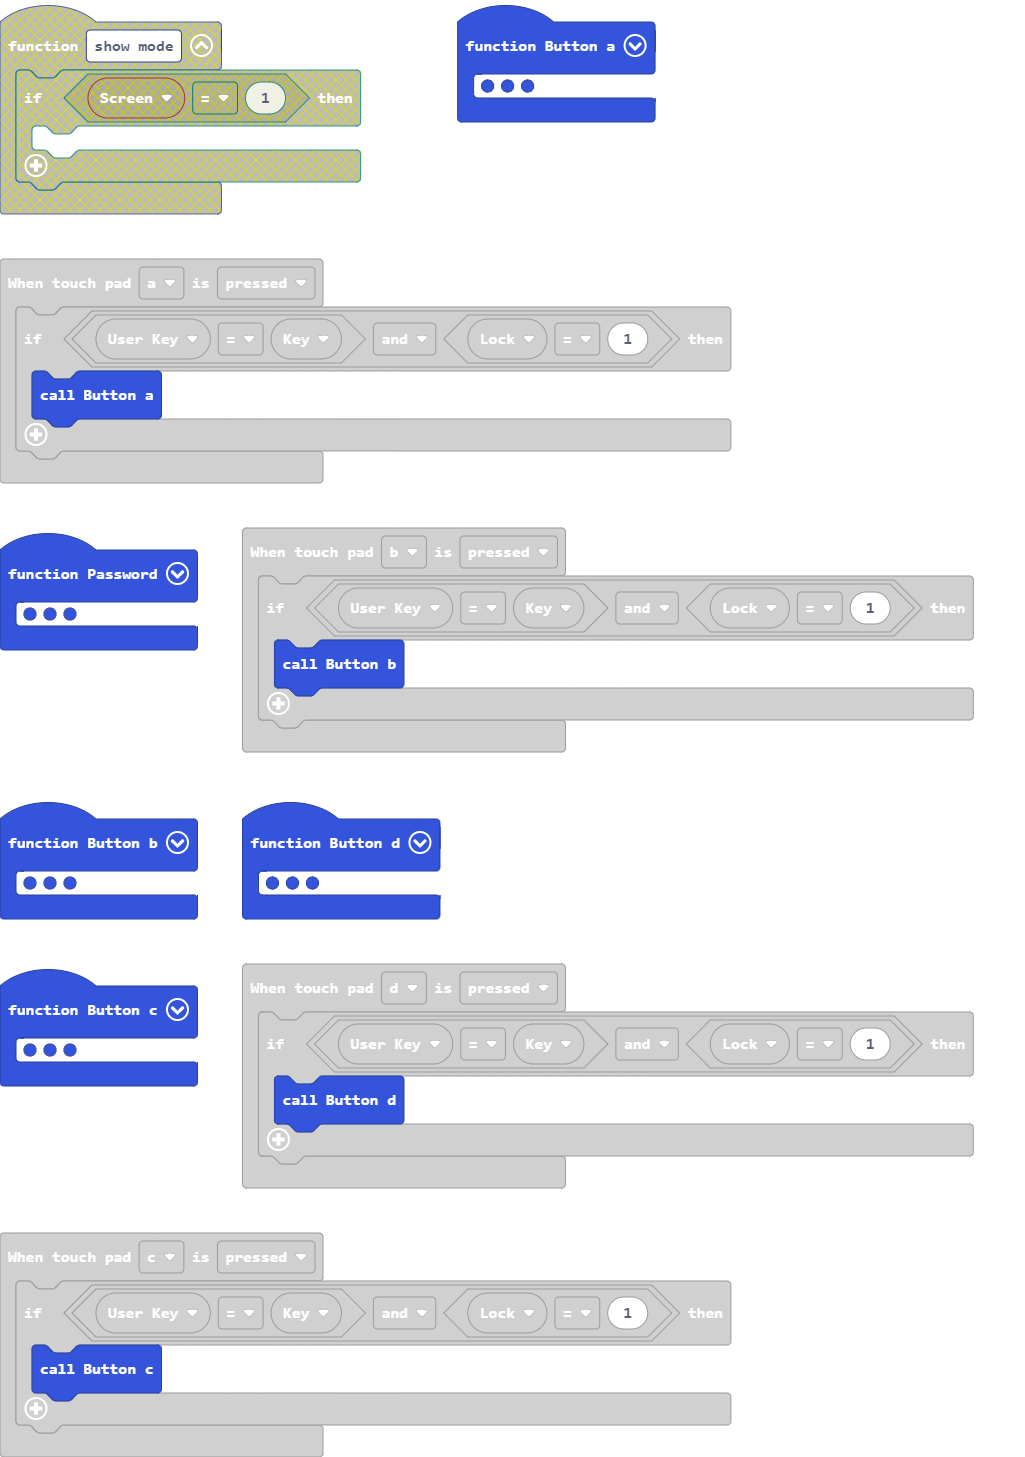 function show mode
function Button a
if Screen = 1 then
When touch pad a is pressed
if User Key = Key and Lock = 1 then
call Button a
function Password
When touch pad b is pressed
if User Key = Key and Lock = 1 then
call Button b
function Button b
function Button d
function Button c
When touch pad d is pressed
if User Key = Key and Lock = 1 then
call Button d
When touch pad c is pressed
if User Key = Key and Lock = 1 then
call Button c